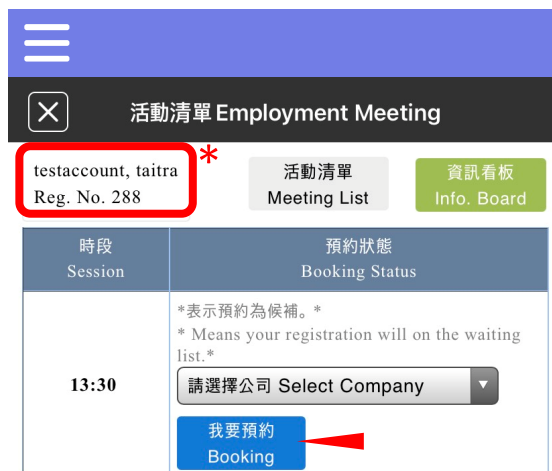 活動清單 Employment Meeting
testaccount, taitra
Reg. No. 288
*
活動清單
Meeting List
資訊看板
Info. Board
時段
Session
預約狀態
Booking Status
13:30
*表示預約為候補。*
* Means your registration will on the waiting
list.*
請選擇公司 Select Company
我要預約
Booking